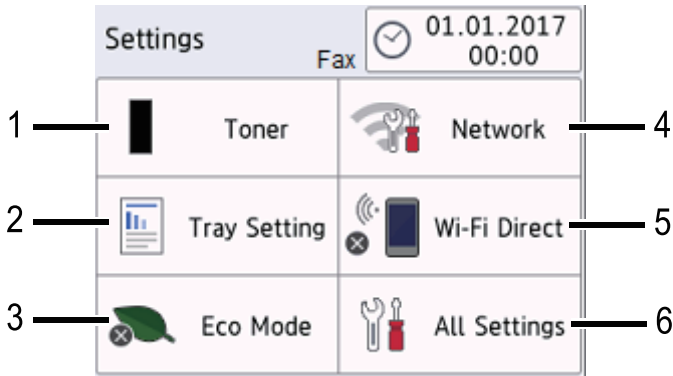 Settings
Fax
01.01.2017
00:00
1
Toner
Network
4
2
Tray Setting
Wi-Fi Direct
5
3
Eco Mode
All Settings
6